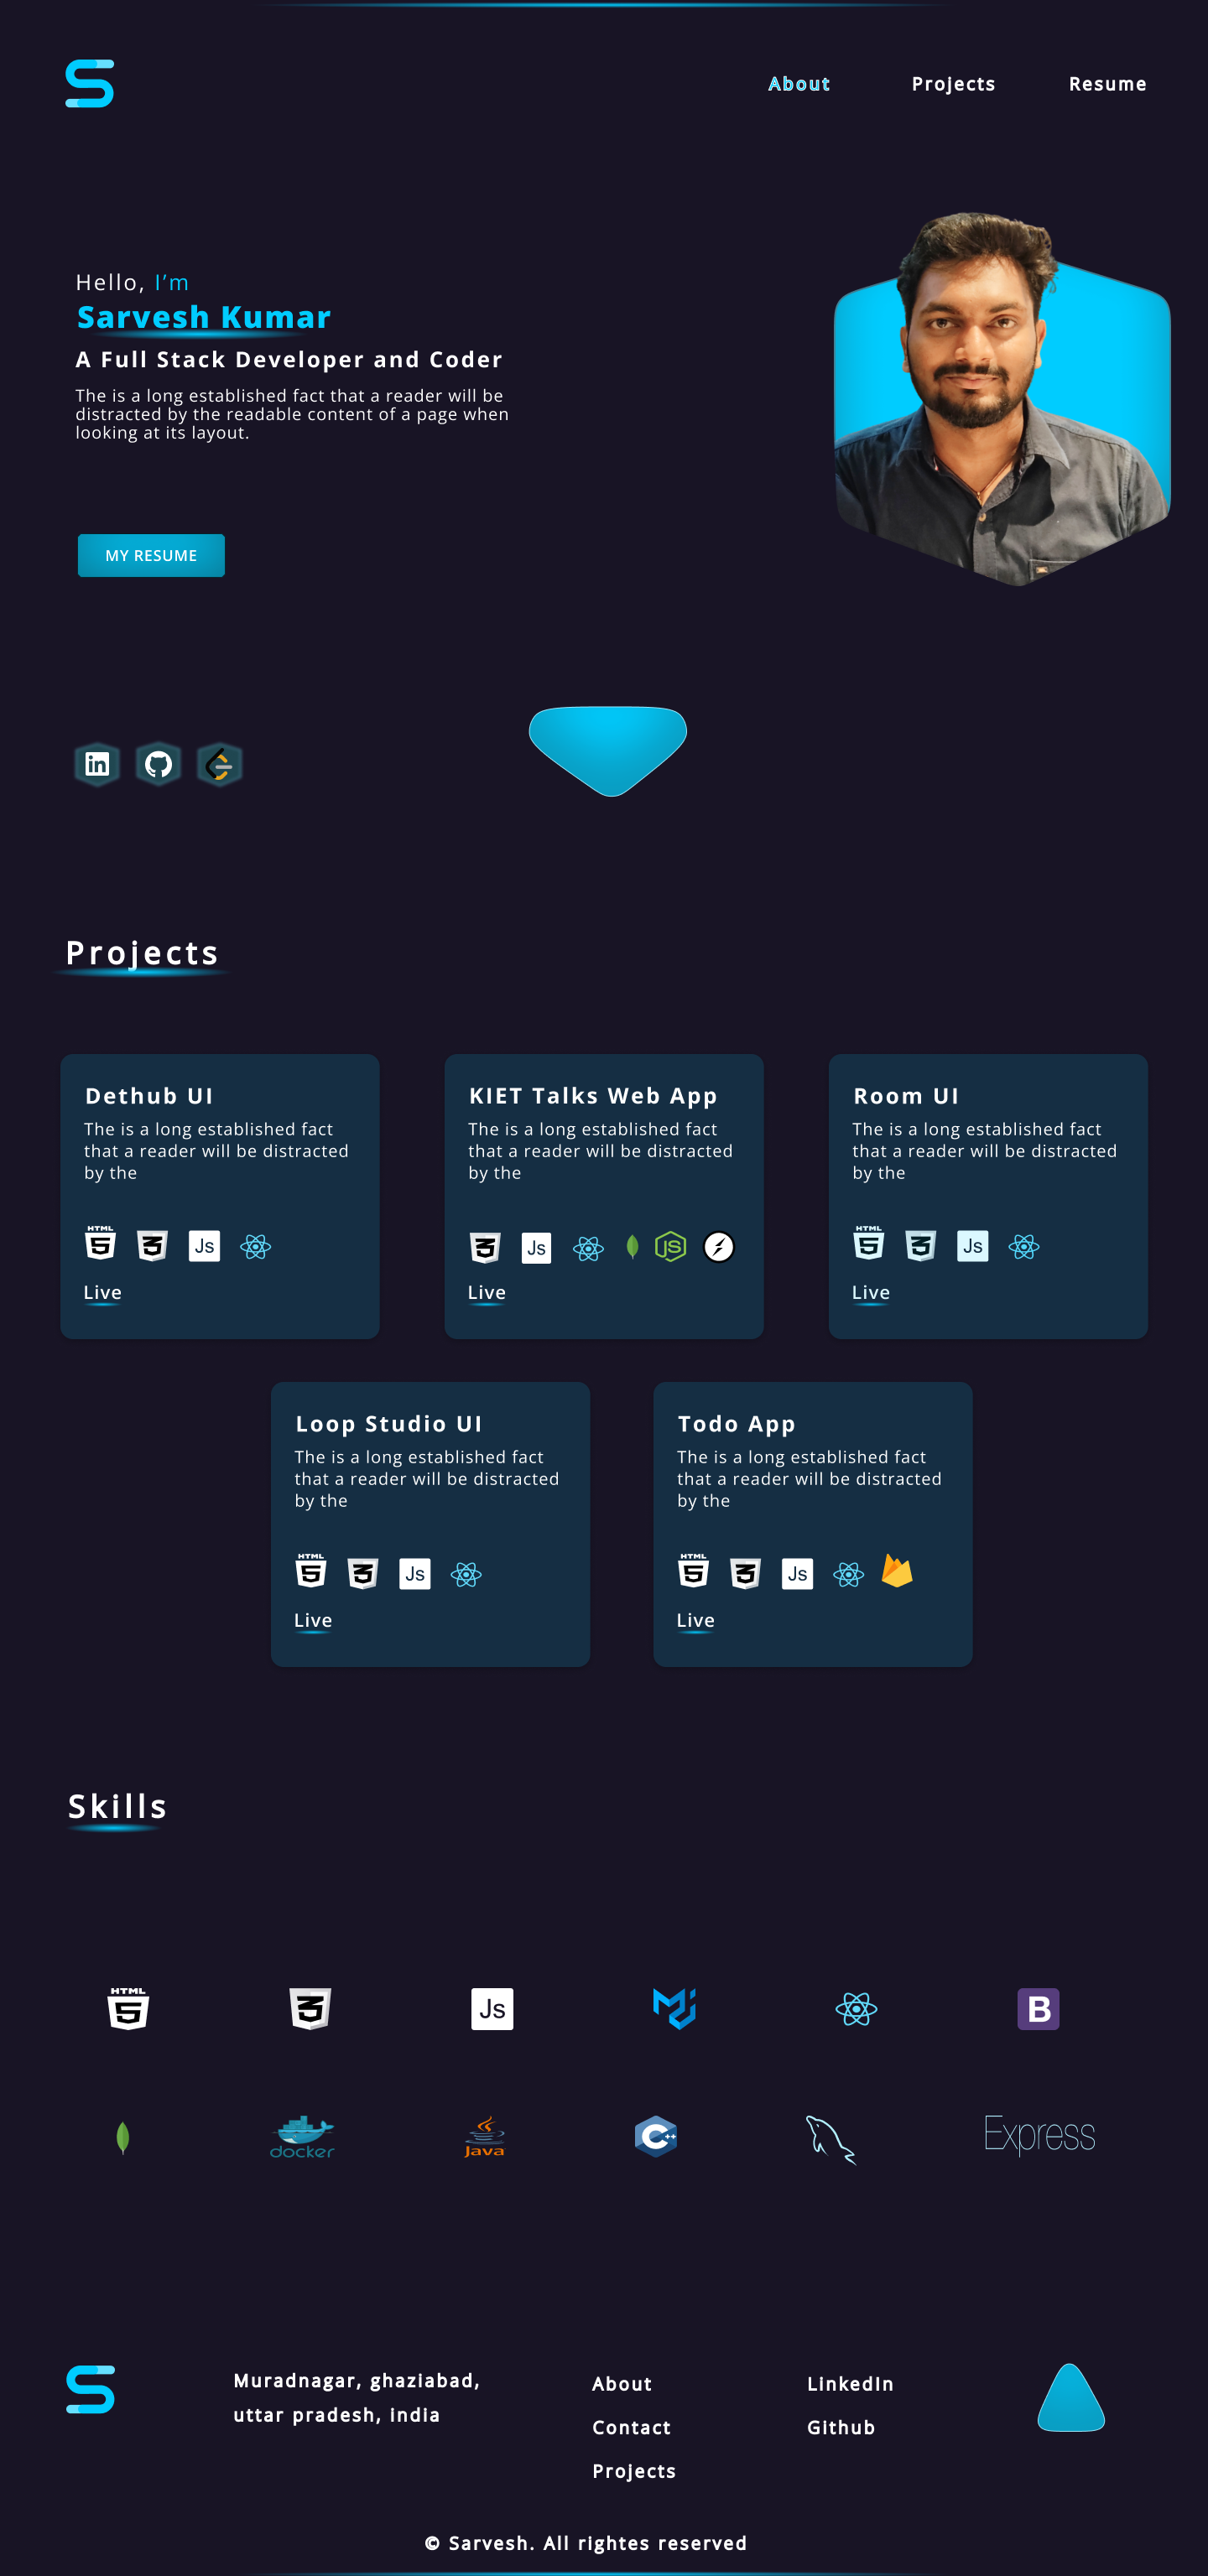 About Projects Resume
Hello, I'm
Sarvesh Kumar
A Full Stack Developer and Coder
The is a long established fact that a reader will be
distracted by the readable content of a page when
looking at its layout.
MY RESUME
in
Projects
Dethub UI
The is a long established fact
that a reader will be distracted
by the
HTML
5
3
Js
Live
KIET Talks Web App
The is a long established fact
that a reader will be distracted
by the
3
Js
JS
Live
Room UI
The is a long established fact
that a reader will be distracted
by the
HTML
5
3
Js
Live
Loop Studio UI
The is a long established fact
that a reader will be distracted
by the
HTML
5
3
Js
Live
Todo App
The is a long established fact
that a reader will be distracted
by the
HTML
5
3
Js
Live
Skills
HTML
5
3
Js
B
docker
Java
C++
Express
Muradnagar, ghaziabad,
uttar pradesh, india
About
Contact
Projects
LinkedIn
Github
© Sarvesh. All rightes reserved